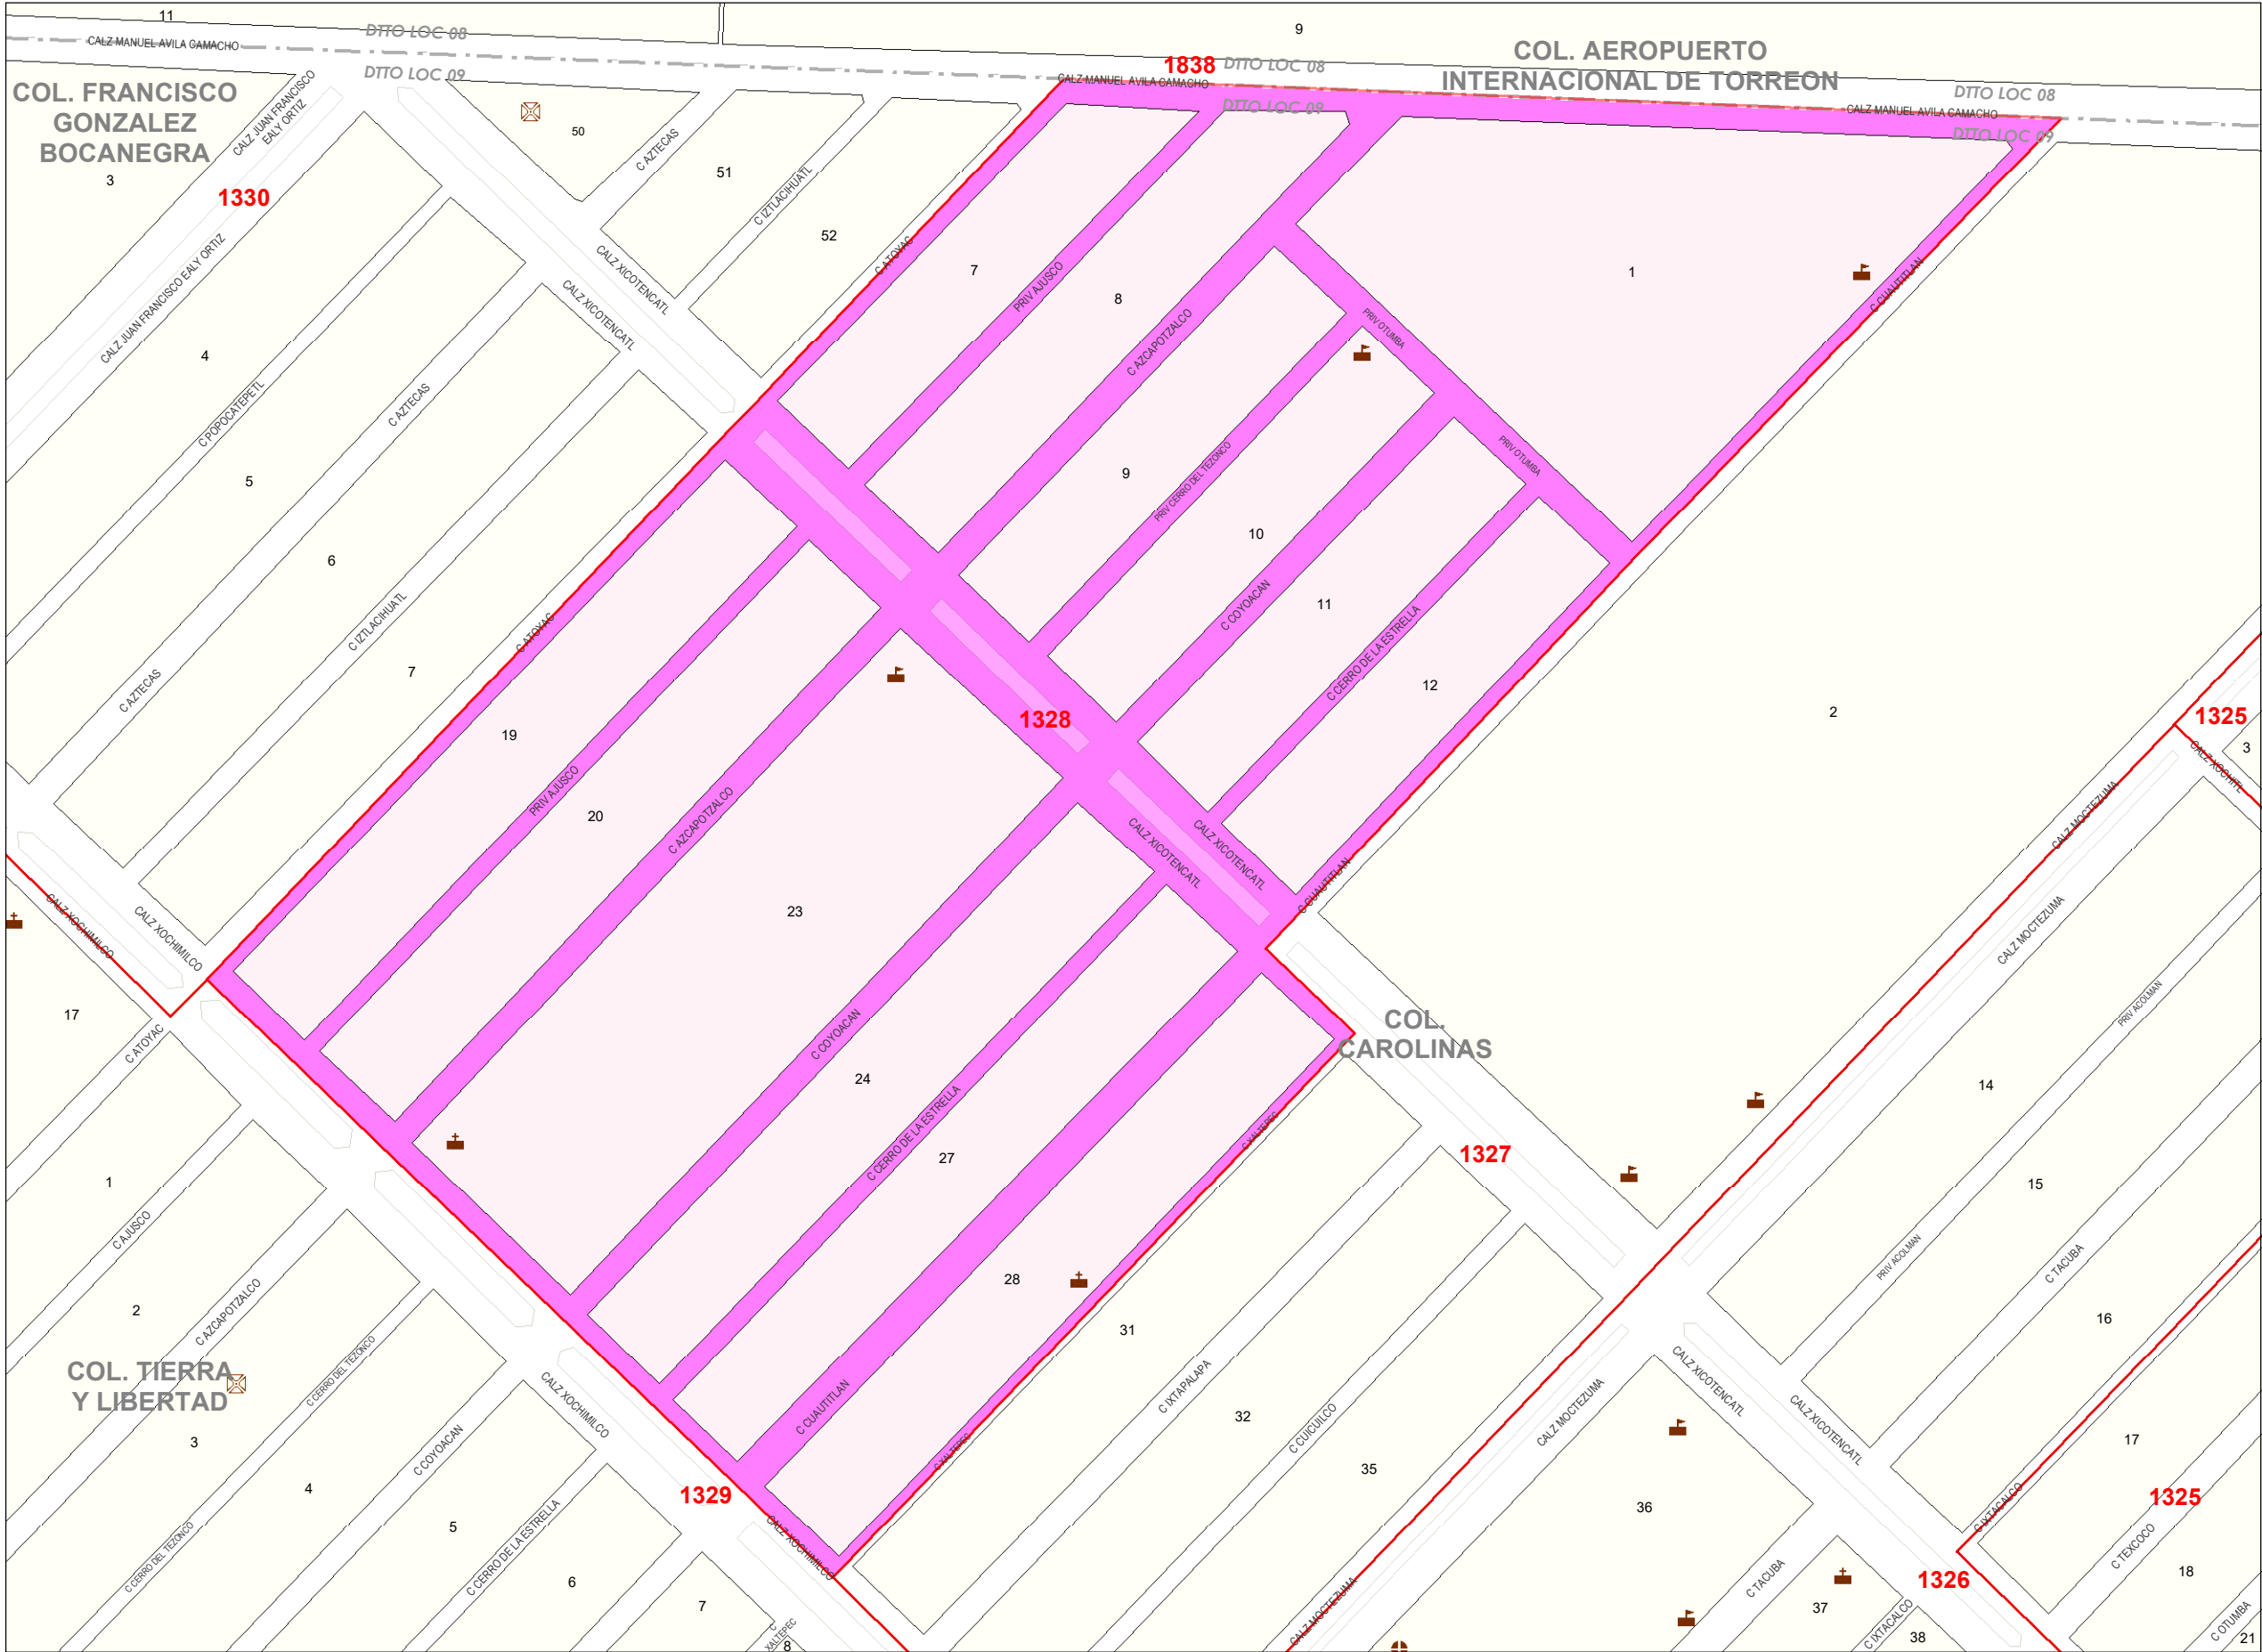 11
9
CALZ MANUEL AVILA CAMACHO
DTTO LOC 08
DTTO LOC 09
1838
DTTO LOC 08
DTTO LOC 09
CALZ MANUEL AVILA CAMACHO
COL. AEROPUERTO
INTERNACIONAL DE TORREON
DTTO LOC 08
CALZ MANUEL AVILA CAMACHO
DTTO LOC 09
COL. FRANCISCO
GONZALEZ
BOCANEGRA
3
CALZ JUAN FRANCISCO
EALY ORTIZ
1330
50
C AZTECAS
51
C IZTLACIHUATL
52
C ATOYAC
CALZ XICOTENCATL
CALZ XICOTENCATL
CALZ JUAN FRANCISCO EALY ORTIZ
4
C POPOCATEPETL
5
C AZTECAS
6
C AZTECAS
C IZTLACIHUATL
7
C ATOYAC
7
PRIV AJUSCO
8
C AZCAPOTZALCO
PRIV OTUMBA
1
C CUAUTITLAN
9
PRIV CERRO DEL TEZONCO
PRIV OTUMBA
10
C COYOACAN
11
C CERRO DE LA ESTRELLA
12
2
1328
19
PRIV AJUSCO
20
C AZCAPOTZALCO
23
CALZ XICOTENCATL
CALZ XICOTENCATL
C CUAUTITLAN
1325
3
CALZ XOCHITL
CALZ MOCTEZUMA
CALZ MOCTEZUMA
CALZ XOCHIMILCO
CALZ XOCHIMILCO
17
C ATOYAC
C COYOACAN
24
C CERRO DE LA ESTRELLA
27
COL.
CAROLINAS
PRIV ACOLMAN
14
1327
C XALTEPEC
15
1
C AJUSCO
2
C AZCAPOTZALCO
C CERRO DEL TEZONCO
28
31
PRIV ACOLMAN
C TACUBA
16
COL. TIERRA
Y LIBERTAD
3
C CERRO DEL TEZONCO
4
C COYOACAN
CALZ XOCHIMILCO
C CUAUTITLAN
C XALTEPEC
C IXTAPALAPA
32
C CUICUILCO
35
CALZ MOCTEZUMA
CALZ XICOTENCATL
CALZ XICOTENCATL
17
1325
1329
5
C CERRO DE LA ESTRELLA
6
CALZ XOCHIMILCO
7
C
XALTEPEC
8
CALZ MOCTEZUMA
36
C TACUBA
37
C IXTACALCO
38
1326
C IXTACALCO
C TEXCOCO
18
C OTUMBA
21